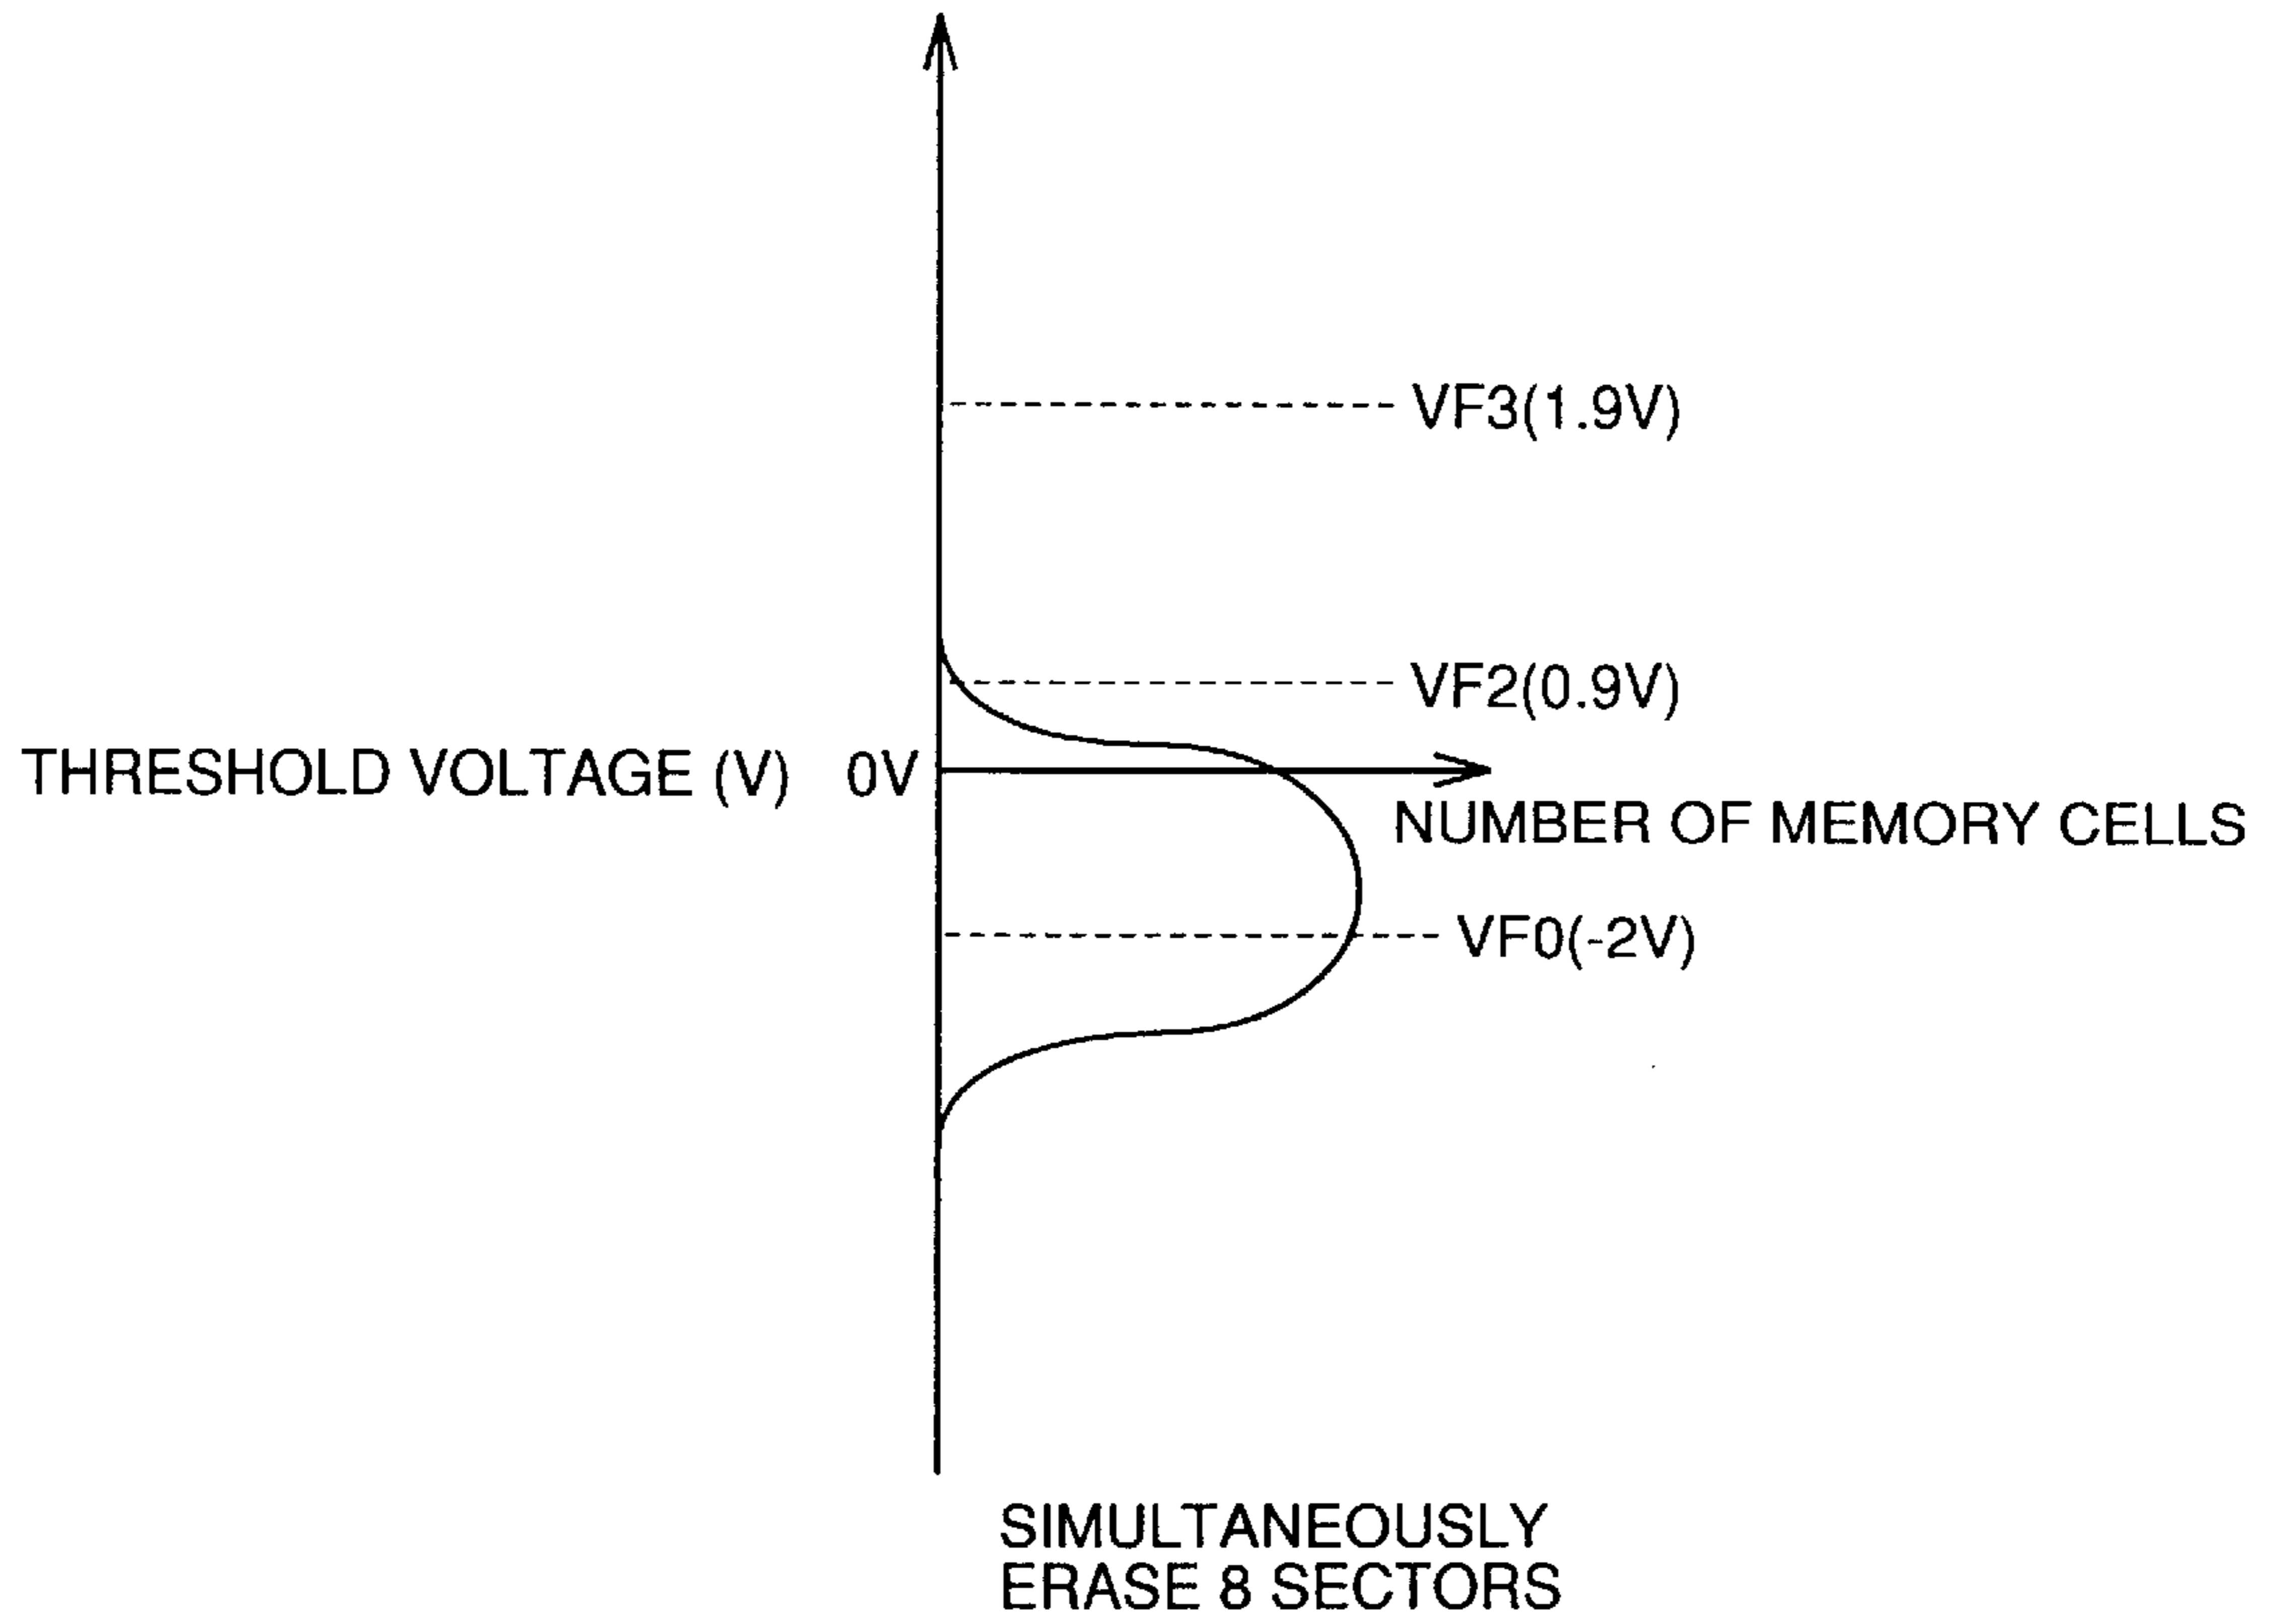 VF3(1.9V)
VF2(0.9V)
THRESHOLD VOLTAGE (V) 0V
NUMBER OF MEMORY CELLS
VF0(-2V)
SIMULTANEOUSLY
ERASE 8 SECTORS